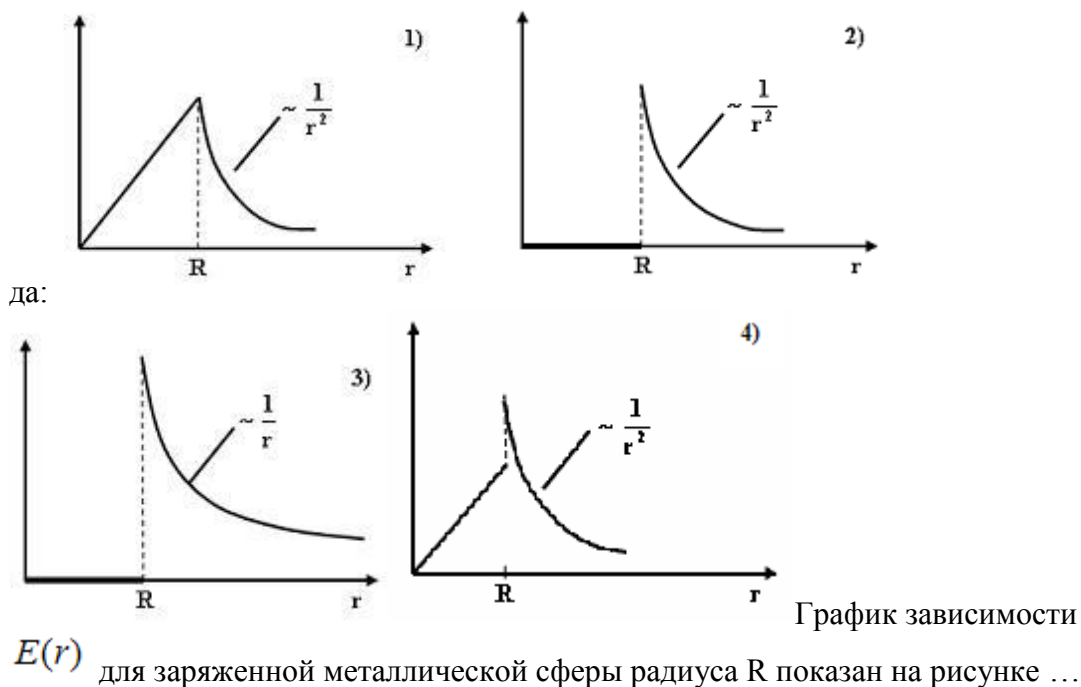 1)
~ 1/r²
R
r
2)
~ 1/r²
R
r
да:
3)
~ 1/r
R
r
4)
~ 1/r²
R
r
График зависимости
E(r) для заряженной металлической сферы радиуса R показан на рисунке …